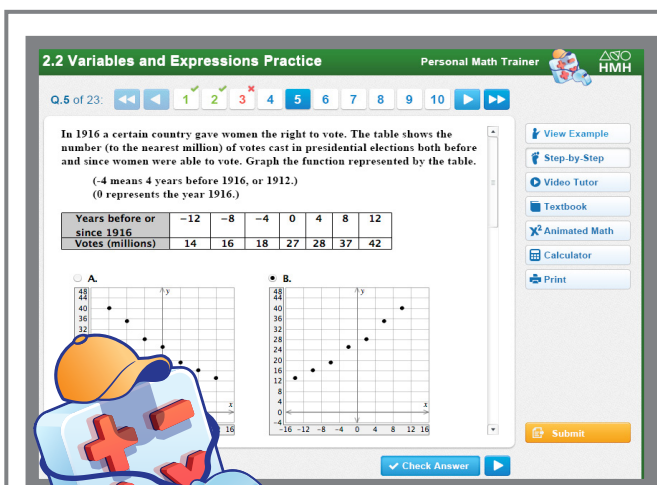 2.2 Variables and Expressions Practice
Personal Math Trainer
HMH
Q.5 of 23:
1 2 3 4 5 6 7 8 9 10
In 1916 a certain country gave women the right to vote. The table shows the
number (to the nearest million) of votes cast in presidential elections both before
and since women were able to vote. Graph the function represented by the table.
(-4 means 4 years before 1916, or 1912.)
(0 represents the year 1916.)
Years before or since 1916 −12 −8 −4 0 4 8 12
Votes (millions) 14 16 18 27 28 37 42
A.
y
48
44
40
36
32
x
16
B.
y
48
44
40
36
32
28
24
20
16
12
8
4
0
-4
x
-16 -12 -8 -4 0 4 8 12 16
View Example
Step-by-Step
Video Tutor
Textbook
X² Animated Math
Calculator
Print
Submit
Check Answer